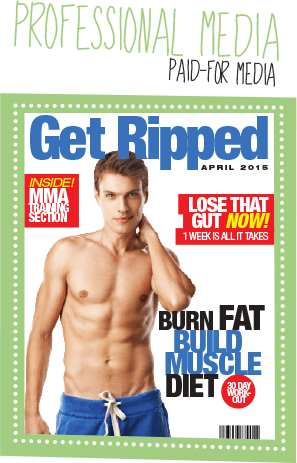 PROFESSIONAL MEDIA
PAID-FOR MEDIA
Get Ripped
APRIL 2015
INSIDE!
MMA
TRAINING
SECTION
LOSE THAT
GUT NOW!
1 WEEK IS ALL IT TAKES
BURN FAT
BUILD
MUSCLE
DIET
30 DAY
WORK-
OUT